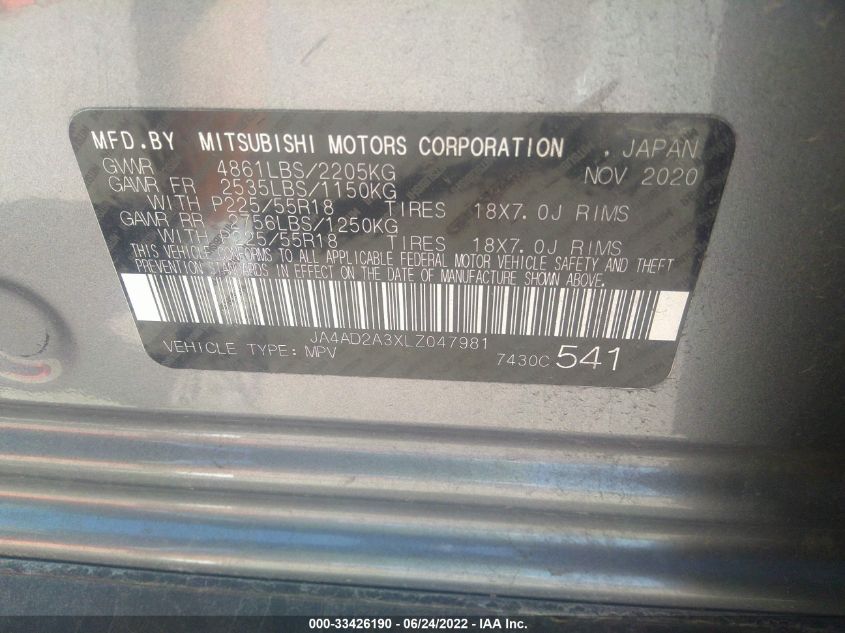 MFD.BY MITSUBISHI MOTORS CORPORATION , JAPAN
GVWR 4861LBS/2205KG NOV 2020
GAWR FR 2535LBS/1150KG
WITH P225/55R18 TIRES 18X7.0J RIMS
GAWR RR 2756LBS/1250KG
WITH P225/55R18 TIRES 18X7.0J RIMS
THIS VEHICLE CONFORMS TO ALL APPLICABLE FEDERAL MOTOR VEHICLE SAFETY AND THEFT
PREVENTION STANDARDS IN EFFECT ON THE DATE OF MANUFACTURE SHOWN ABOVE.
JA4AD2A3XLZ047981
VEHICLE TYPE: MPV 7430C 541
000-33426190 - 06/24/2022 - IAA Inc.